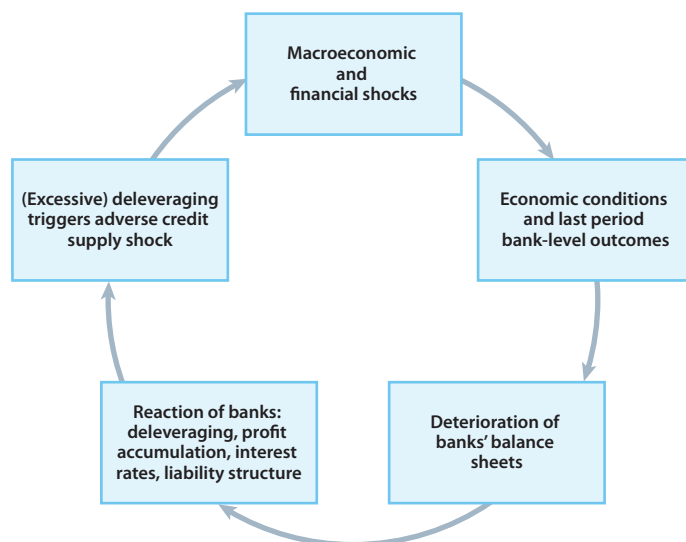 Macroeconomic
and
financial shocks
Economic conditions
and last period
bank-level outcomes
Deterioration of
banks’ balance
sheets
Reaction of banks:
deleveraging, profit
accumulation, interest
rates, liability structure
(Excessive) deleveraging
triggers adverse credit
supply shock